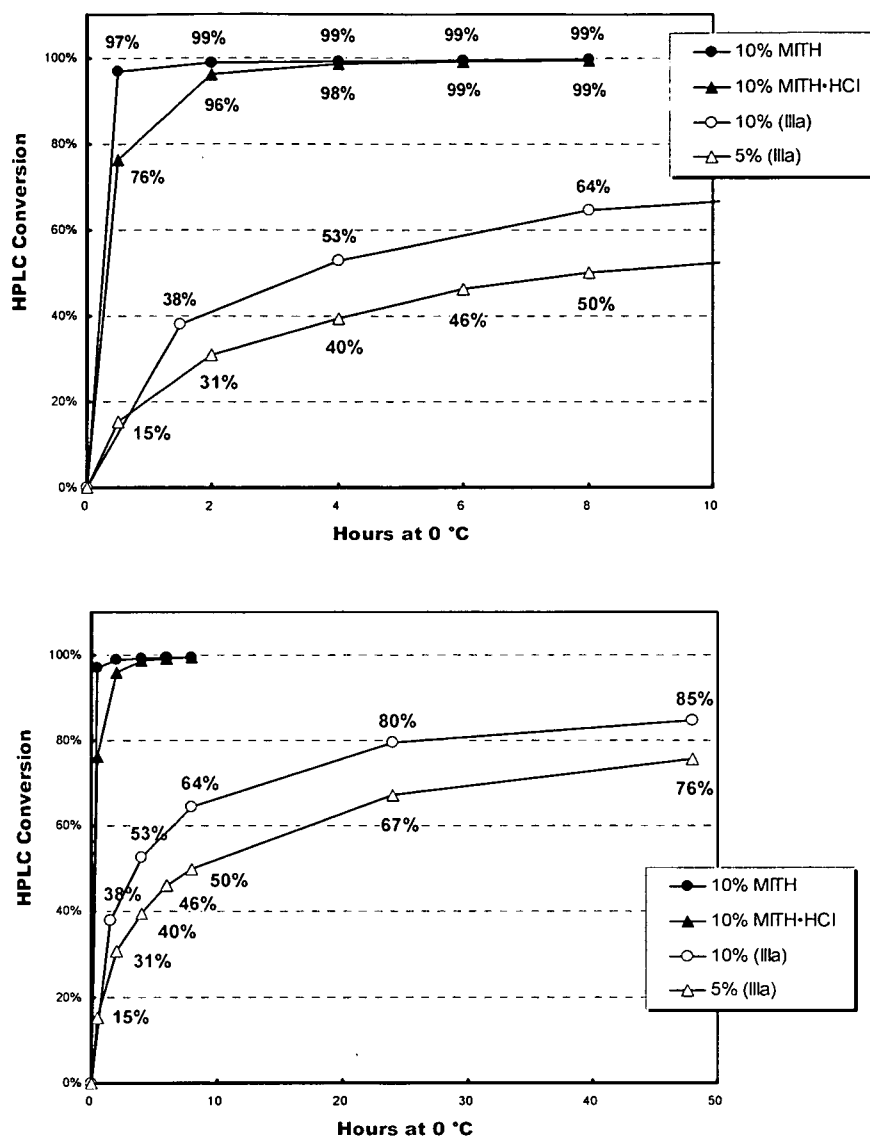 97% 99% 99% 99% 99%
100%
96% 98% 99% 99%
80%
76%
64%
60%
53%
HPLC Conversion
40%
38%
50%
46%
40%
31%
20%
15%
0%
0 2 4 6 8 10
Hours at 0 °C
10% MITH
10% MITH•HCl
10% (IIIa)
5% (IIIa)
100%
85%
80%
80%
76%
67%
64%
60%
53%
HPLC Conversion
50%
46%
40%
38%
40%
31%
20%
15%
0%
0 10 20 30 40 50
Hours at 0 °C
10% MITH
10% MITH•HCl
10% (IIIa)
5% (IIIa)